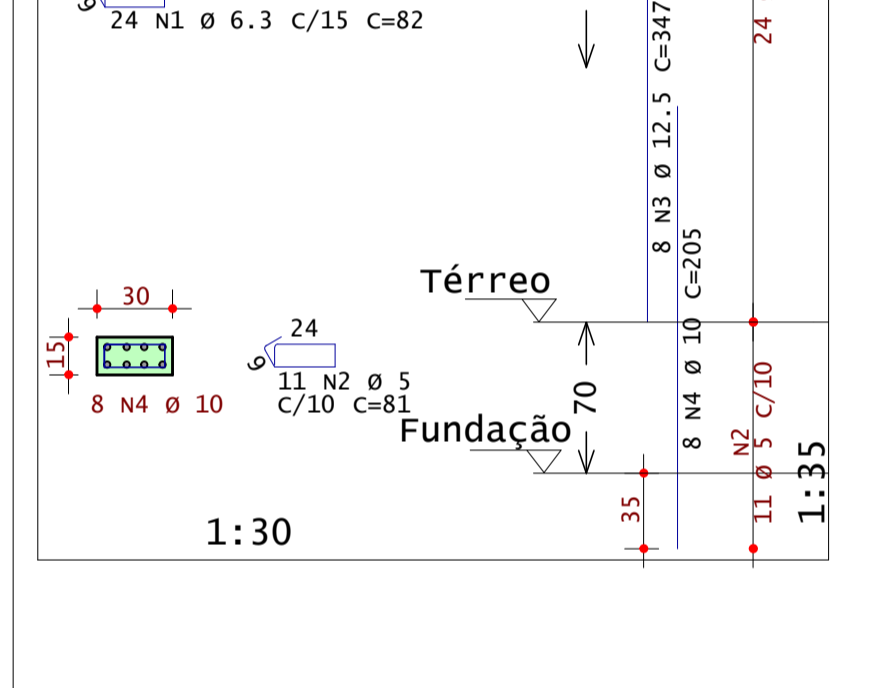 9
24 N1 Ø 6.3 C/15 C=82
8 N3 Ø 12.5 C=347
24
30
15
8 N4 Ø 10
24
9
11 N2 Ø 5
C/10 C=81
Térreo
Fundação
70
35
8 N4 Ø 10 C=205
N2
11 Ø 5 C/10
1:35
1:30